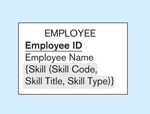 EMPLOYEE
Employee ID
Employee Name
{Skill (Skill Code,
Skill Title, Skill Type)}